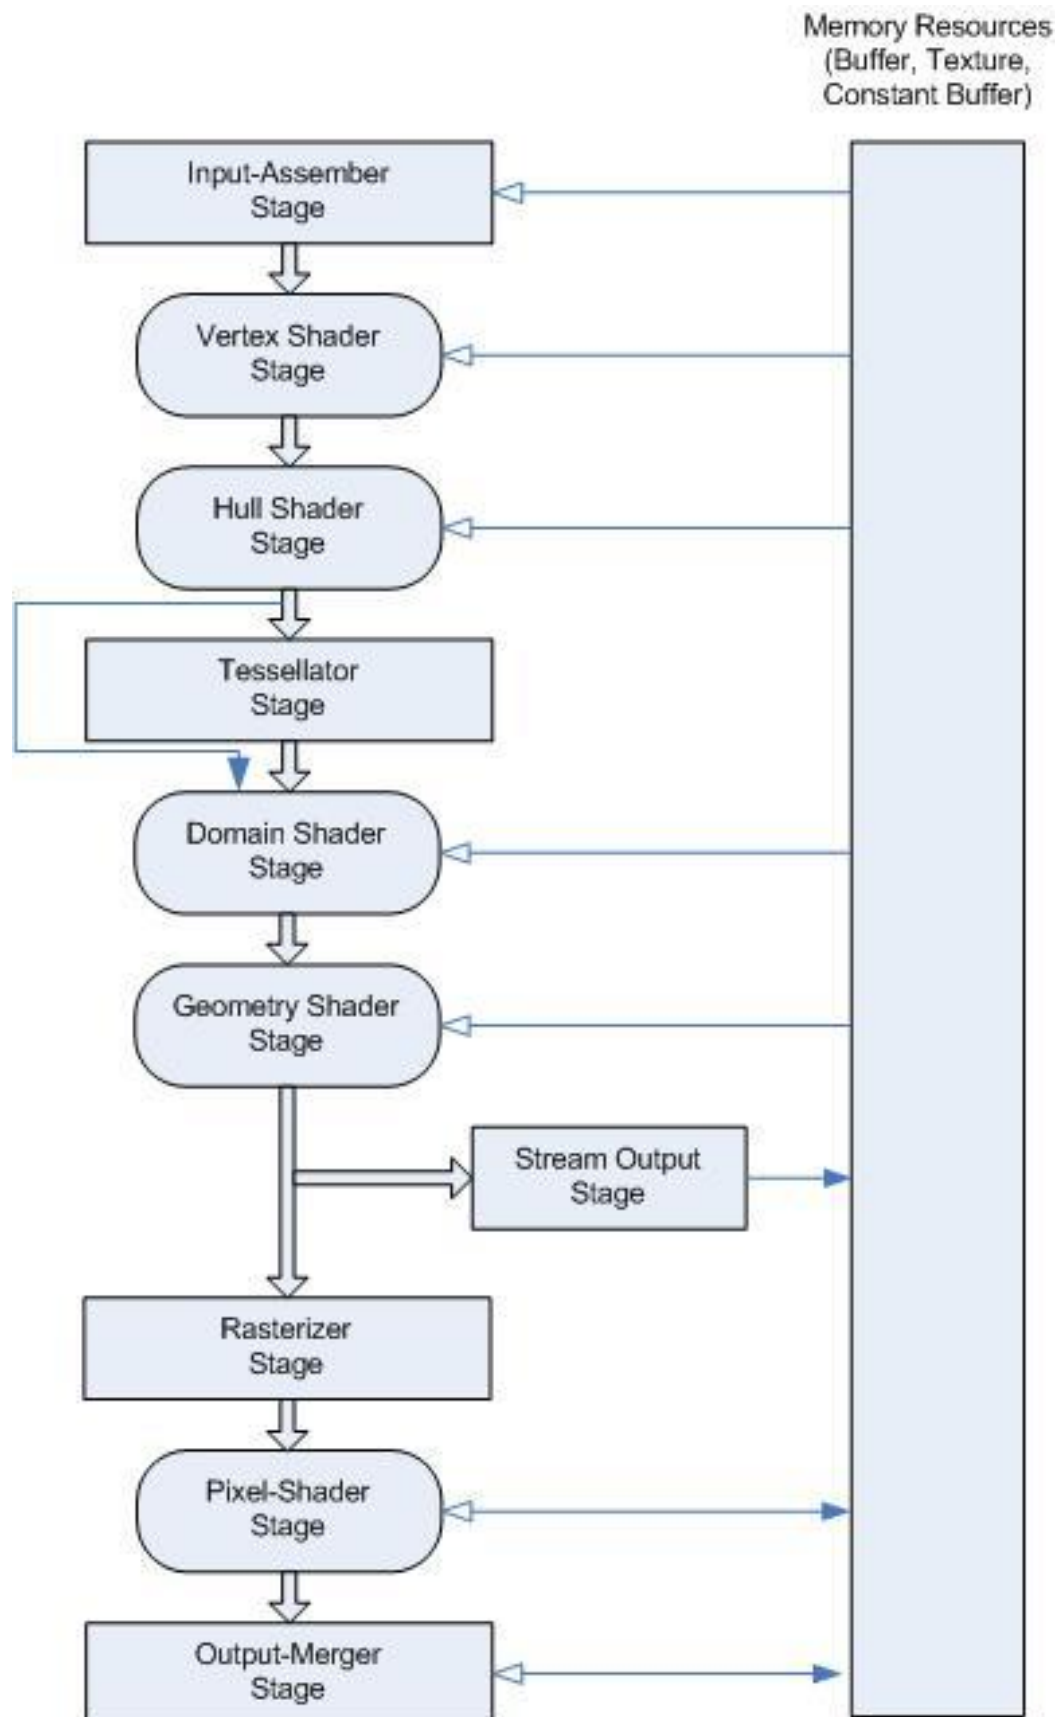 Memory Resources
(Buffer, Texture,
Constant Buffer)
Input-Assember
Stage
Vertex Shader
Stage
Hull Shader
Stage
Tessellator
Stage
Domain Shader
Stage
Geometry Shader
Stage
Stream Output
Stage
Rasterizer
Stage
Pixel-Shader
Stage
Output-Merger
Stage